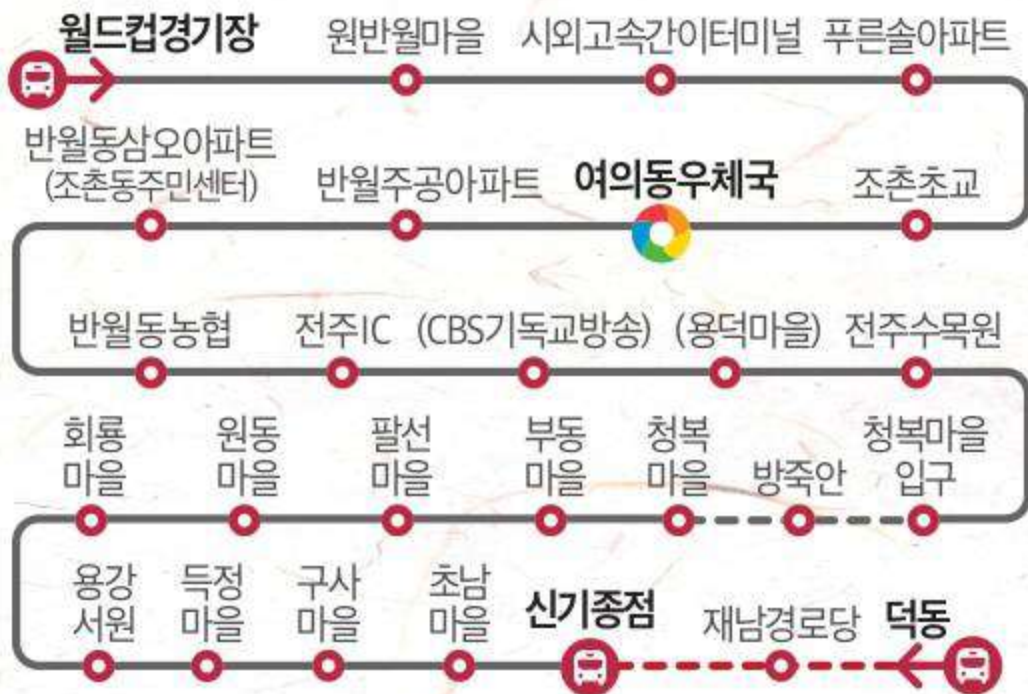 월드컵경기장 원반월마을 시외고속간이터미널 푸른솔아파트
반월동삼오아파트
(조촌동주민센터) 반월주공아파트 여의동우체국 조촌초교
반월동농협 전주IC (CBS기독교방송) (용덕마을) 전주수목원
회룡 원동 팔선 부동 청복 청복마을
마을 마을 마을 마을 마을 방죽안 입구
용강 득정 구사 초남
서원 마을 마을 마을 신기종점 재남경로당 덕동